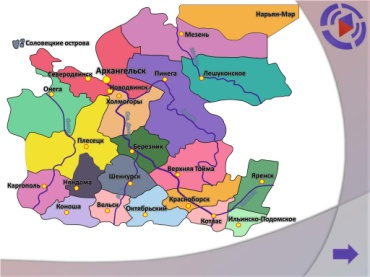 Нарьян-Мар
Мезень
Соловецкие острова
Северодвинск
Архангельск
Пинега
Лешуконское
Онега
Новодвинск
Холмогоры
Плесецк
Березник
Верхняя Тойма
Яренск
Каргополь
Няндома
Шенкурск
Коноша
Вельск
Октябрьский
Красноборск
Котлас
Ильинско-Подомское